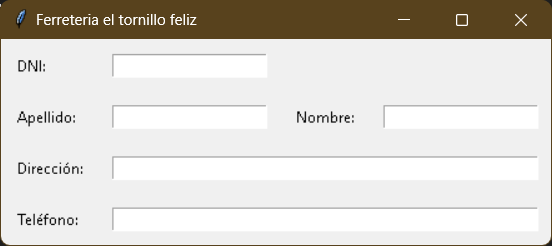 Ferreteria el tornillo feliz
DNI:
Apellido: Nombre:
Dirección:
Teléfono: